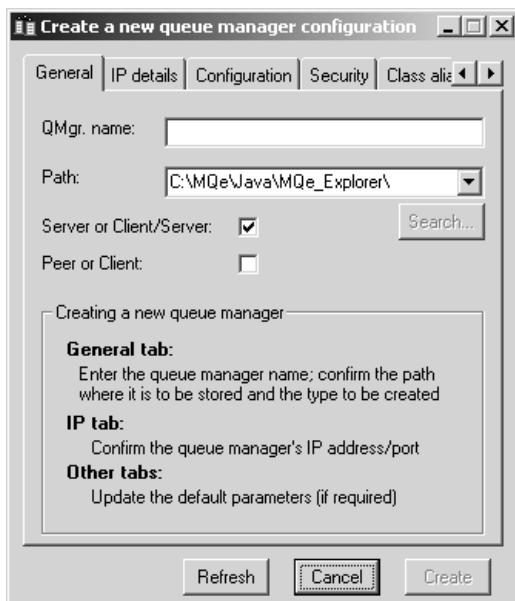 Create a new queue manager configuration
General IP details Configuration Security Class alia
QMgr. name:
Path: C:\MQe\Java\MQe_Explorer\
Server or Client/Server: Search...
Peer or Client:
Creating a new queue manager
General tab:
Enter the queue manager name; confirm the path
where it is to be stored and the type to be created
IP tab:
Confirm the queue manager's IP address/port
Other tabs:
Update the default parameters (if required)
Refresh Cancel Create